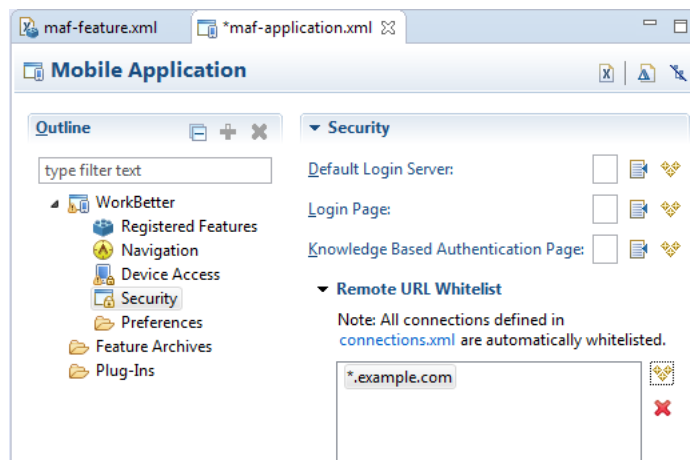 maf-feature.xml
*maf-application.xml
Mobile Application
Outline
type filter text
WorkBetter
Registered Features
Navigation
Device Access
Security
Preferences
Feature Archives
Plug-Ins
Security
Default Login Server:
Login Page:
Knowledge Based Authentication Page:
Remote URL Whitelist
Note: All connections defined in
connections.xml are automatically whitelisted.
*.example.com